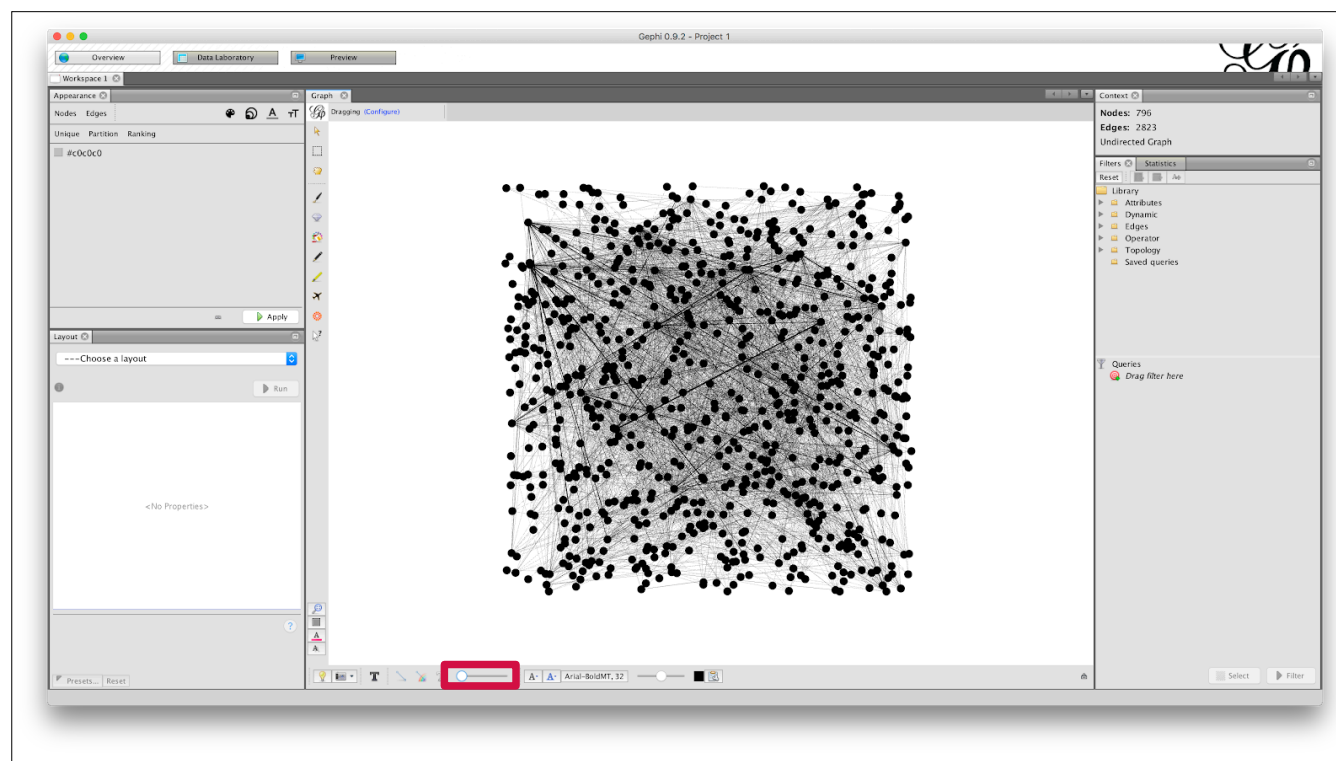 Gephi 0.9.2 - Project 1
Overview
Data Laboratory
Preview
Workspace 1
Appearance
Nodes Edges
T
A
Unique Partition Ranking
#c0c0c0
Apply
Layout
---Choose a layout
Run
<No Properties>
?
Presets... Reset
Graph
Dragging (Configure)
A
A
T
A- A+ Arial-BoldMT, 32
Context
Nodes: 796
Edges: 2823
Undirected Graph
Filters Statistics
Reset
Library
Attributes
Dynamic
Edges
Operator
Topology
Saved queries
Queries
Drag filter here
Select Filter